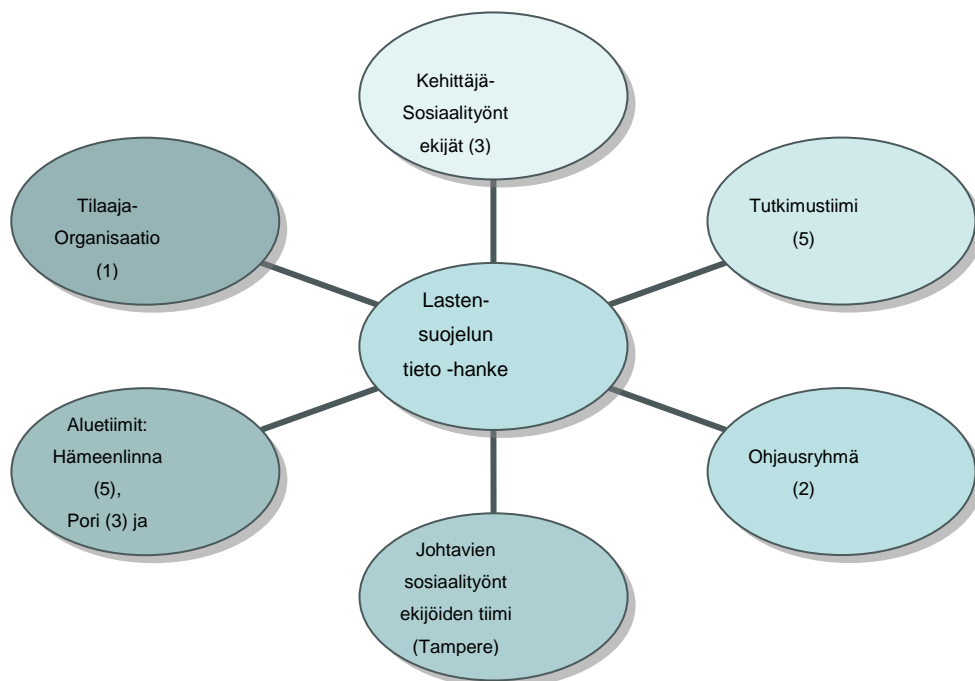 Kehittäjä-
Sosiaalityönt
ekijät (3)
Tilaaja-
Organisaatio
(1)
Tutkimustiimi
(5)
Lasten-
suojelun
tieto -hanke
Aluetiimit:
Hämeenlinna
(5),
Pori (3) ja
Ohjausryhmä
(2)
Johtavien
sosiaalityönt
ekijöiden tiimi
(Tampere)